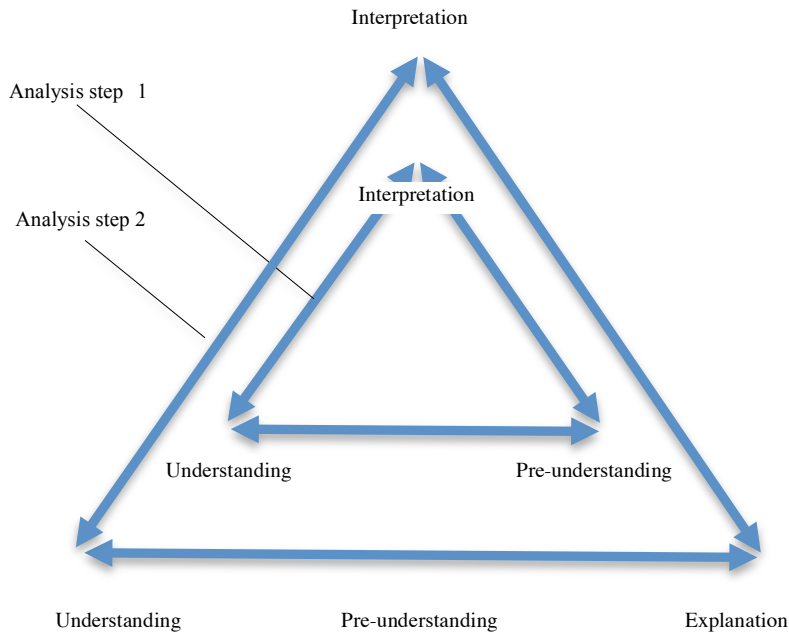 Interpretation
Analysis step 1
Interpretation
Analysis step 2
Understanding Pre-understanding
Understanding Pre-understanding Explanation